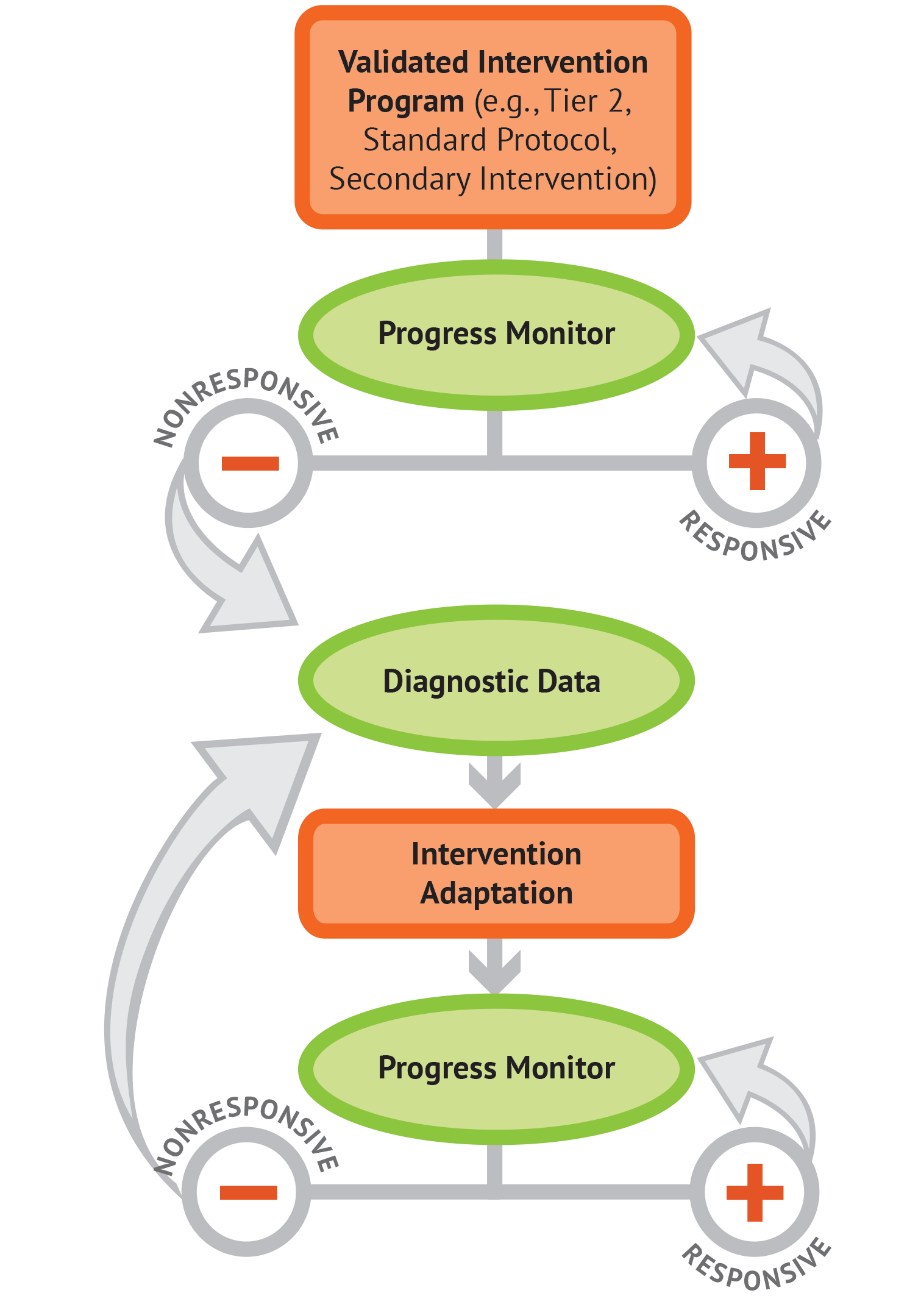 Validated Intervention
Program (e.g., Tier 2,
Standard Protocol,
Secondary Intervention)
Progress Monitor
NONRESPONSIVE
RESPONSIVE
Diagnostic Data
Intervention
Adaptation
Progress Monitor
NONRESPONSIVE
RESPONSIVE